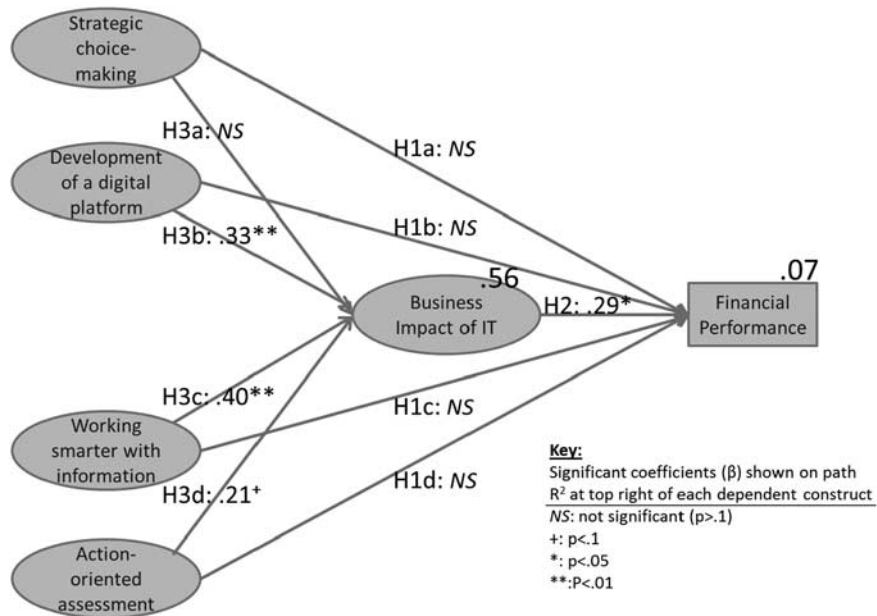 Strategic
choice-
making
H3a: NS
H1a: NS
Development
of a digital
platform
H1b: NS
H3b: .33**
.56
.07
Business
Impact of IT
H2: .29*
Financial
Performance
H3c: .40**
H1c: NS
Working
smarter with
information
H3d: .21+
H1d: NS
Action-
oriented
assessment
Key:
Significant coefficients (β) shown on path
R² at top right of each dependent construct
NS: not significant (p>.1)
+: p<.1
*: p<.05
**:P<.01